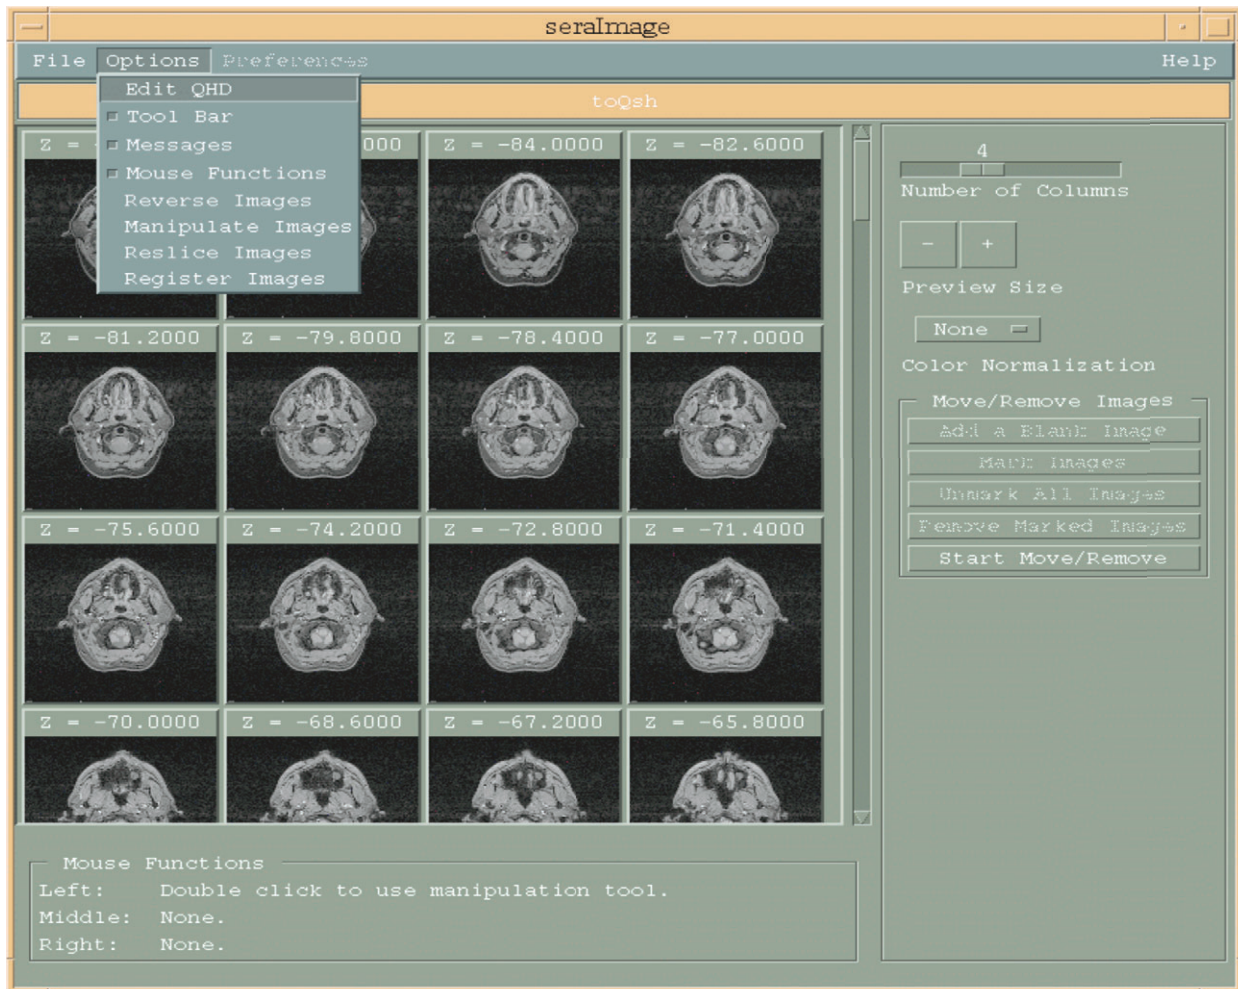 seraImage
File Options Preferences Help
toQsh
Edit QHD
Tool Bar
Messages
Mouse Functions
Reverse Images
Manipulate Images
Reslice Images
Register Images
Z = 000 Z = -84.0000 Z = -82.6000
Z = -81.2000 Z = -79.8000 Z = -78.4000 Z = -77.0000
Z = -75.6000 Z = -74.2000 Z = -72.8000 Z = -71.4000
Z = -70.0000 Z = -68.6000 Z = -67.2000 Z = -65.8000
4
Number of Columns
- +
Preview Size
None
Color Normalization
Move/Remove Images
Add a Blank Image
Mark Images
Unmark All Images
Remove Marked Images
Start Move/Remove
Mouse Functions
Left: Double click to use manipulation tool.
Middle: None.
Right: None.